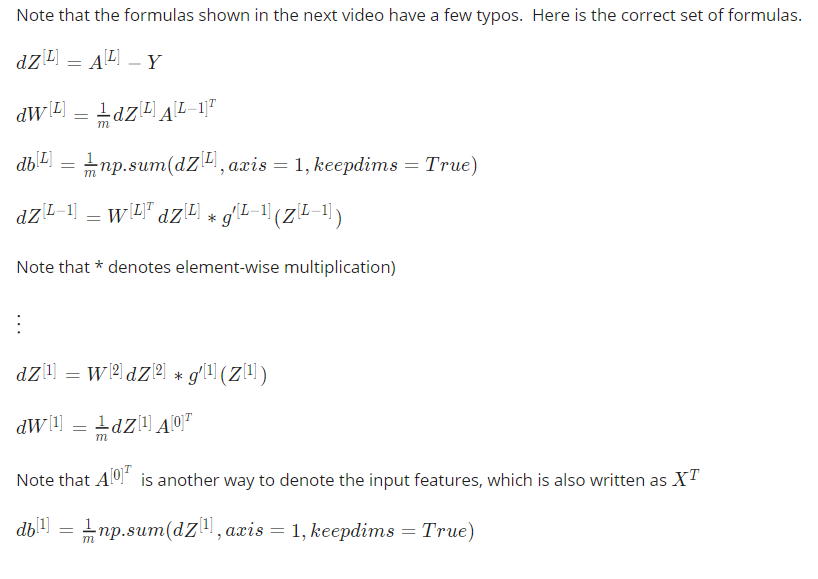 Note that the formulas shown in the next video have a few typos.  Here is the correct set of formulas.
$dZ^{[L]} = A^{[L]} - Y$
$dW^{[L]} = \frac{1}{m} dZ^{[L]} A^{[L-1]^T}$
$db^{[L]} = \frac{1}{m} np.sum(dZ^{[L]}, axis = 1, keepdims = True)$
$dZ^{[L-1]} = W^{[L]^T} dZ^{[L]} * g'^{[L-1]}(Z^{[L-1]})$
Note that * denotes element-wise multiplication)
⋮
$dZ^{[1]} = W^{[2]} dZ^{[2]} * g'^{[1]}(Z^{[1]})$
$dW^{[1]} = \frac{1}{m} dZ^{[1]} A^{[0]^T}$
Note that $A^{[0]^T}$ is another way to denote the input features, which is also written as $X^T$
$db^{[1]} = \frac{1}{m} np.sum(dZ^{[1]}, axis = 1, keepdims = True)$